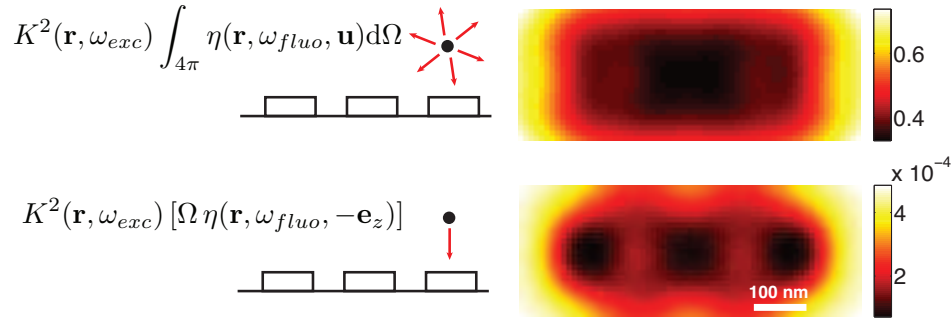 K²(r, ω_exc) ∫_4π η(r, ω_fluo, u)dΩ
0.6
0.4
x 10⁻⁴
K²(r, ω_exc) [Ω η(r, ω_fluo, −e_z)]
4
2
100 nm